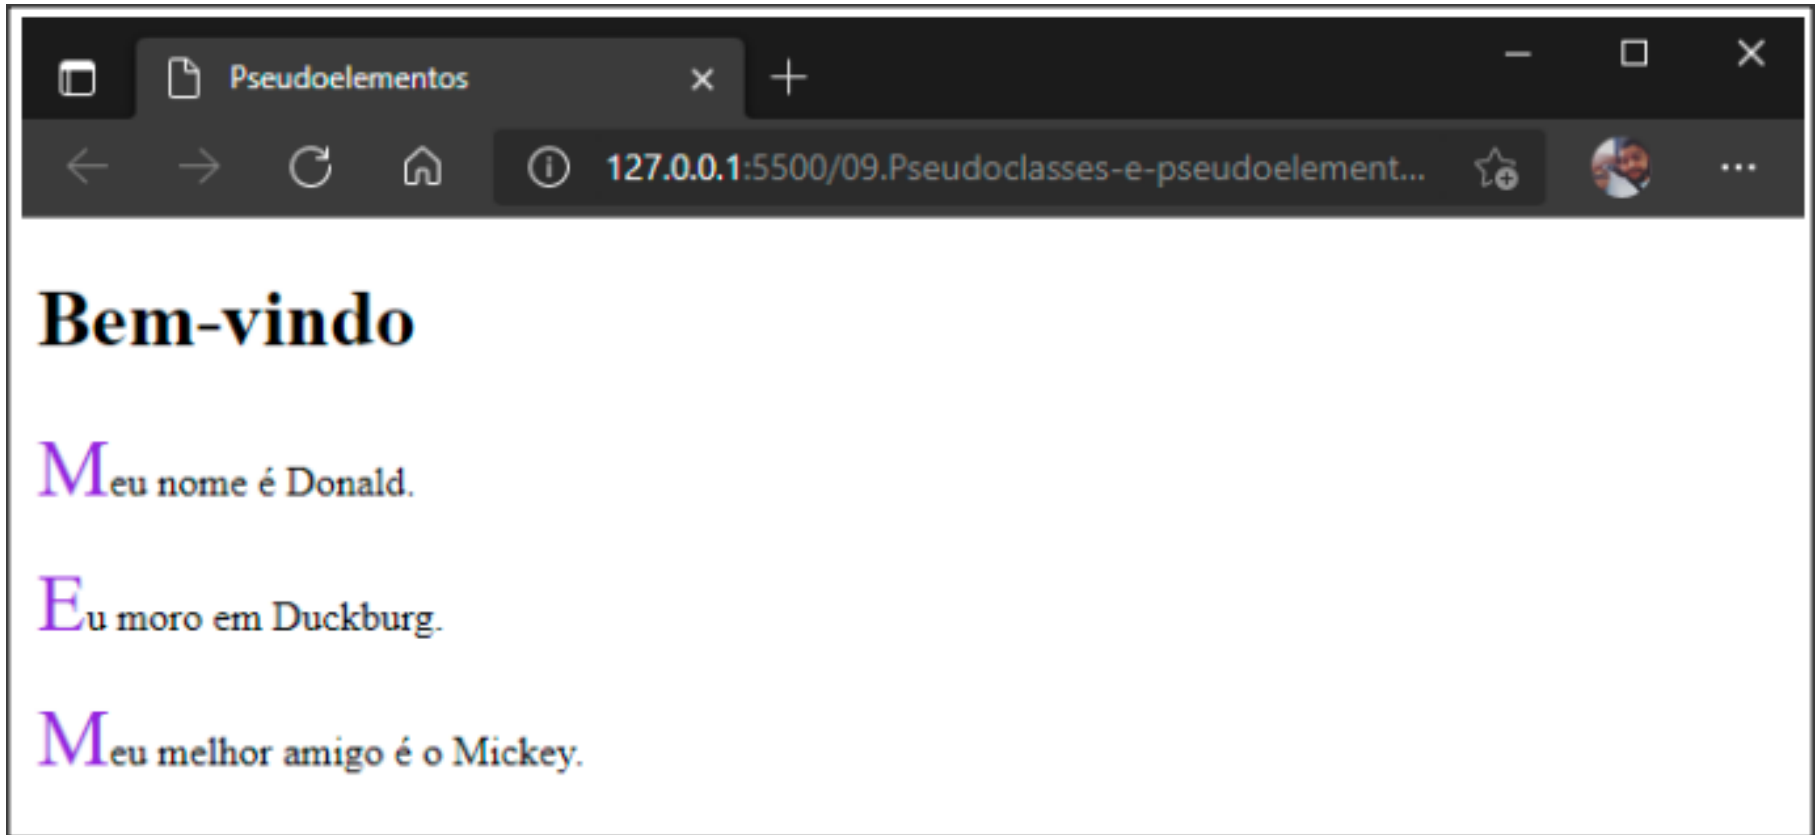 Pseudoelementos
127.0.0.1:5500/09.Pseudoclasses-e-pseudoelement...
Bem-vindo
Meu nome é Donald.
Eu moro em Duckburg.
Meu melhor amigo é o Mickey.